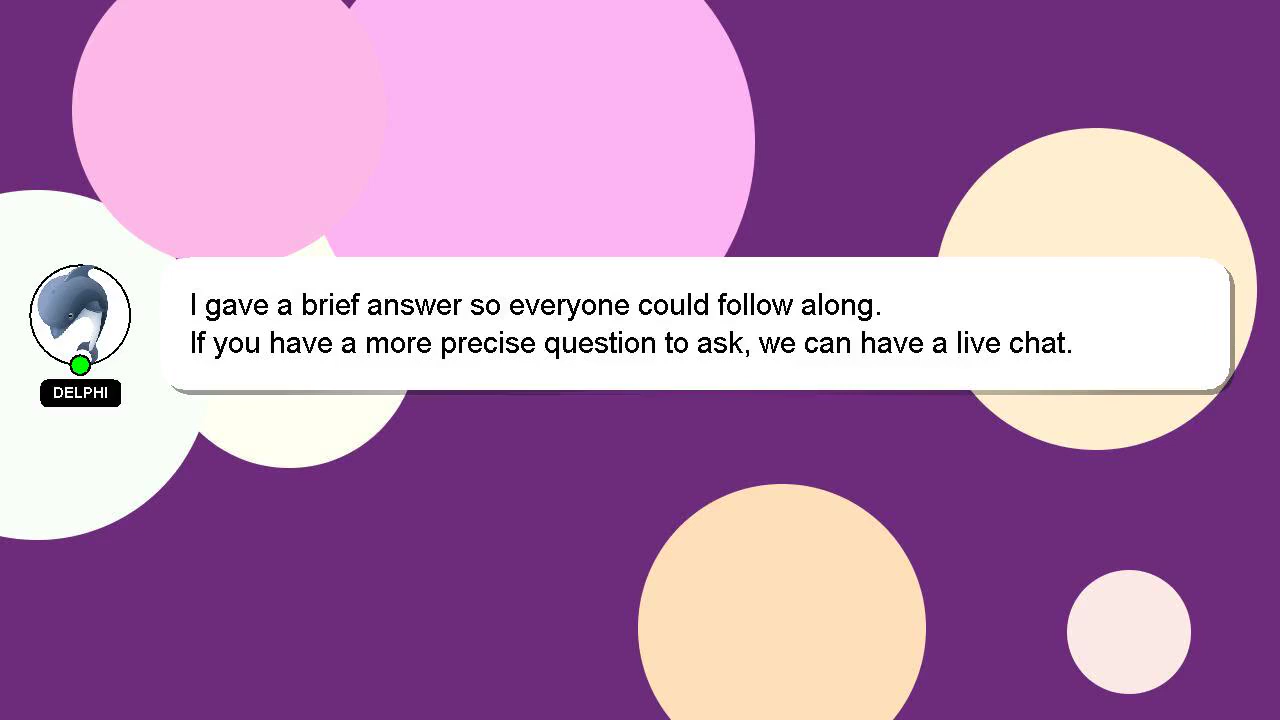 I gave a brief answer so everyone could follow along.
If you have a more precise question to ask, we can have a live chat.
DELPHI